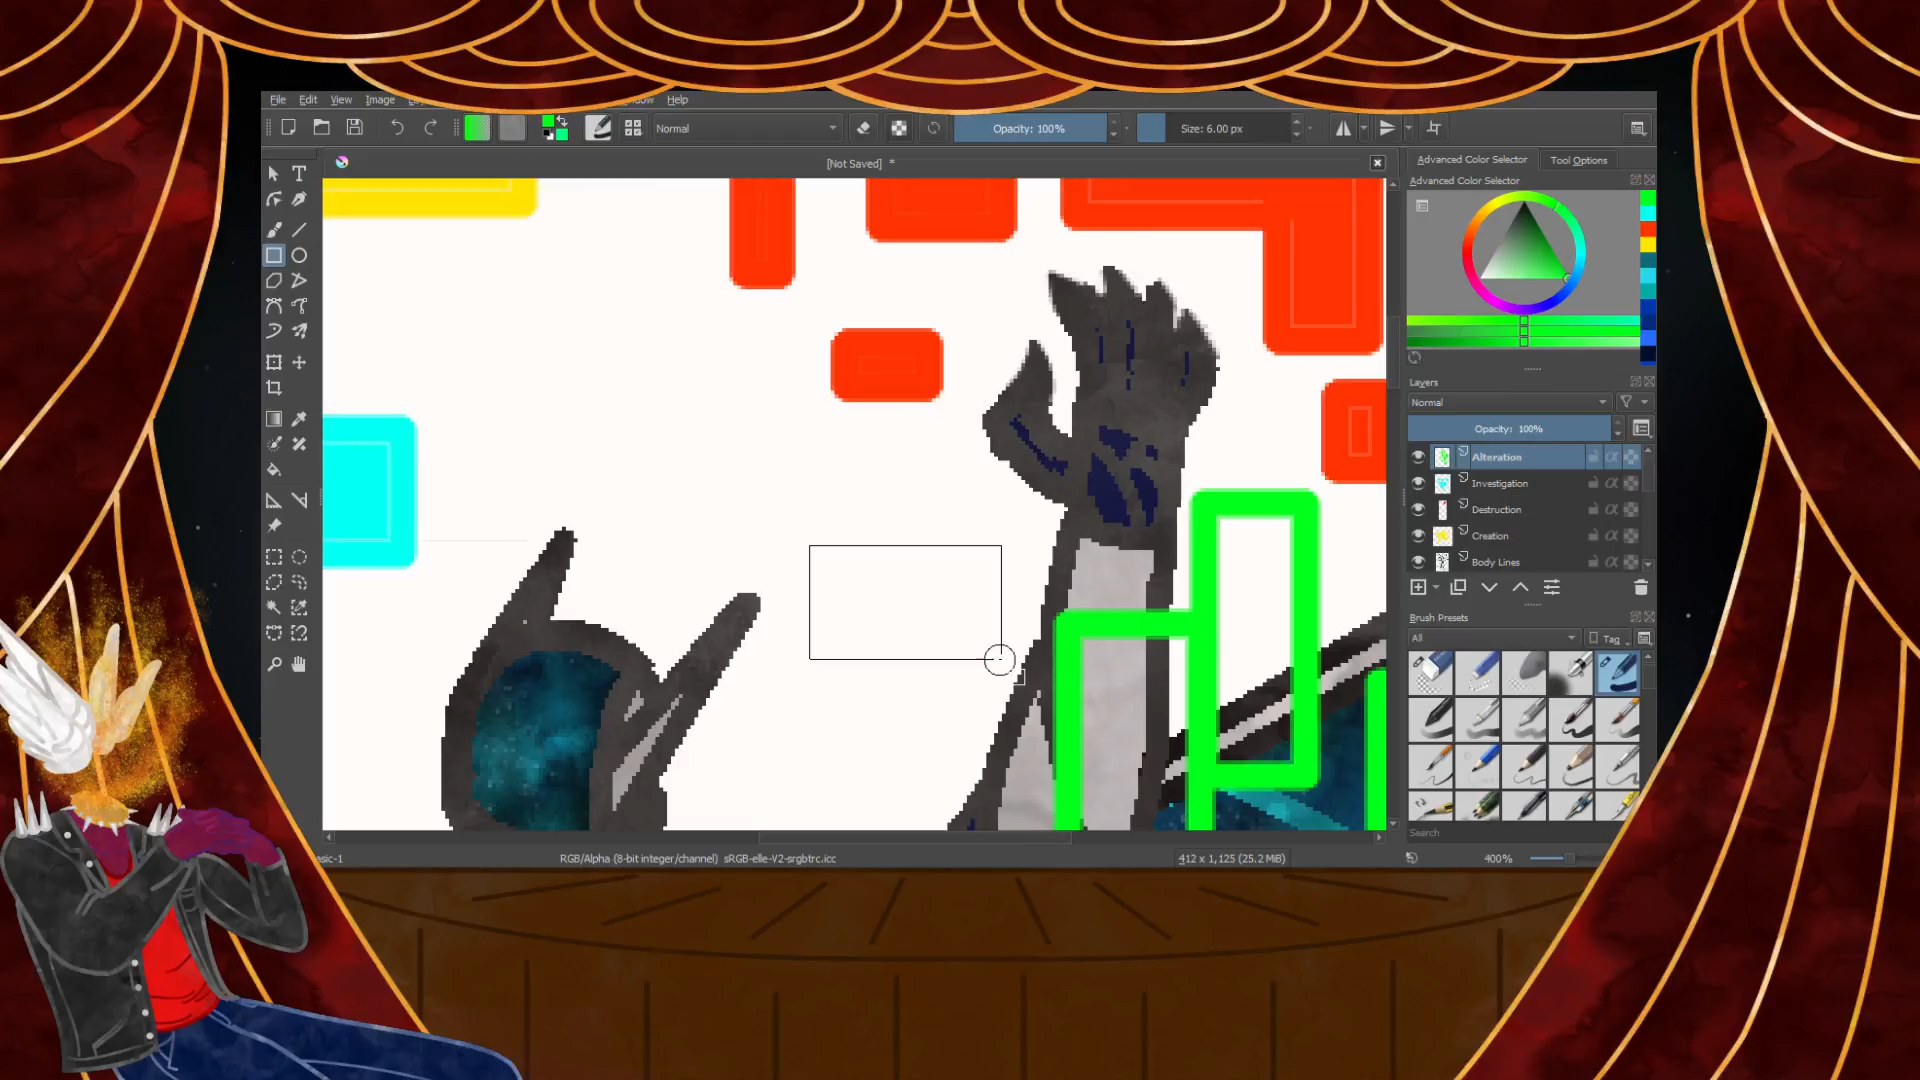 File Edit View Image Help
Normal
Opacity: 100%
Size: 6.00 px
[Not Saved] *
Advanced Color Selector
Tool Options
Advanced Color Selector
Layers
Normal
Opacity: 100%
Alteration
Investigation
Destruction
Creation
Body Lines
Brush Presets
All
Tag
Search
RGB/Alpha (8-bit integer/channel) sRGB-elle-V2-srgbtrc.icc
412 x 1,125 (25.2 MiB)
400%